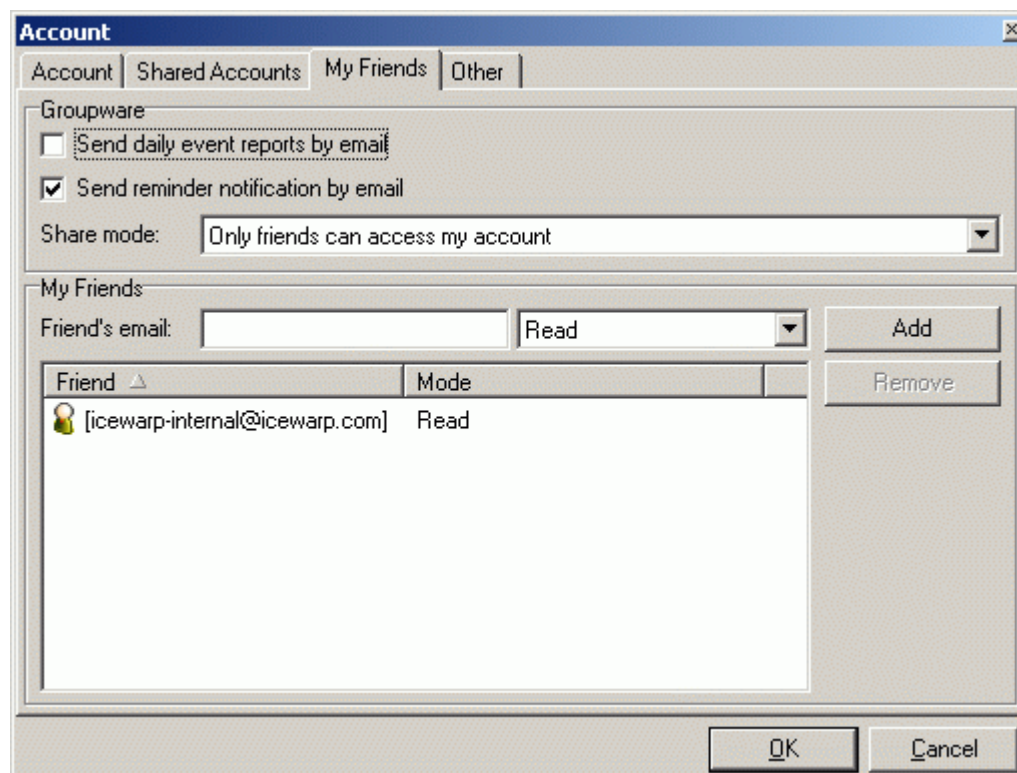 Account
Account Shared Accounts My Friends Other
Groupware
Send daily event reports by email
Send reminder notification by email
Share mode: Only friends can access my account
My Friends
Friend's email: Read Add
Friend Mode Remove
[icewarp-internal@icewarp.com] Read
OK Cancel